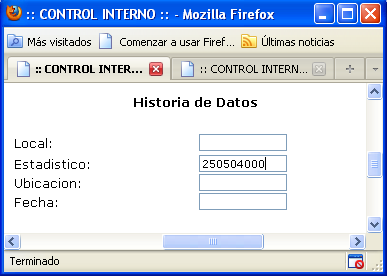 :: CONTROL INTERNO :: - Mozilla Firefox
Más visitados Comenzar a usar Firef... Últimas noticias
:: CONTROL INTER... :: CONTROL INTERN...
Historia de Datos
Local:
Estadistico: 250504000
Ubicacion:
Fecha:
Terminado